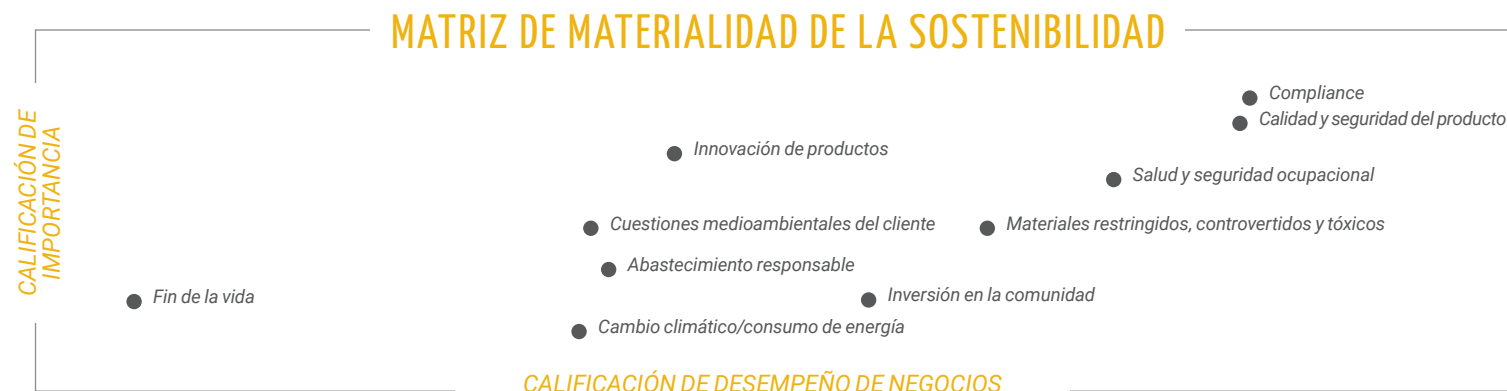 MATRIZ DE MATERIALIDAD DE LA SOSTENIBILIDAD
CALIFICACIÓN DE
IMPORTANCIA
Compliance
Calidad y seguridad del producto
Innovación de productos
Salud y seguridad ocupacional
Cuestiones medioambientales del cliente
Materiales restringidos, controvertidos y tóxicos
Abastecimiento responsable
Fin de la vida
Inversión en la comunidad
Cambio climático/consumo de energía
CALIFICACIÓN DE DESEMPEÑO DE NEGOCIOS